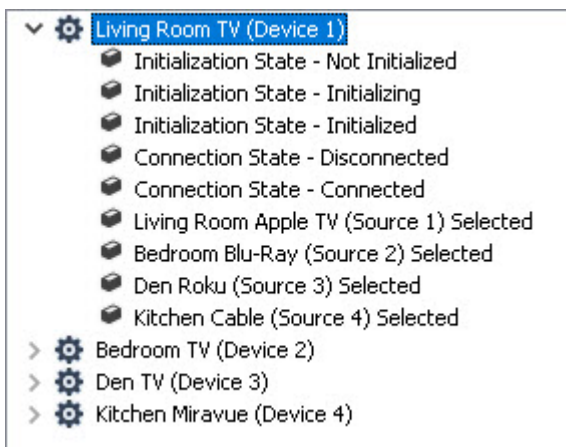 Living Room TV (Device 1)
Initialization State - Not Initialized
Initialization State - Initializing
Initialization State - Initialized
Connection State - Disconnected
Connection State - Connected
Living Room Apple TV (Source 1) Selected
Bedroom Blu-Ray (Source 2) Selected
Den Roku (Source 3) Selected
Kitchen Cable (Source 4) Selected
Bedroom TV (Device 2)
Den TV (Device 3)
Kitchen Miravue (Device 4)